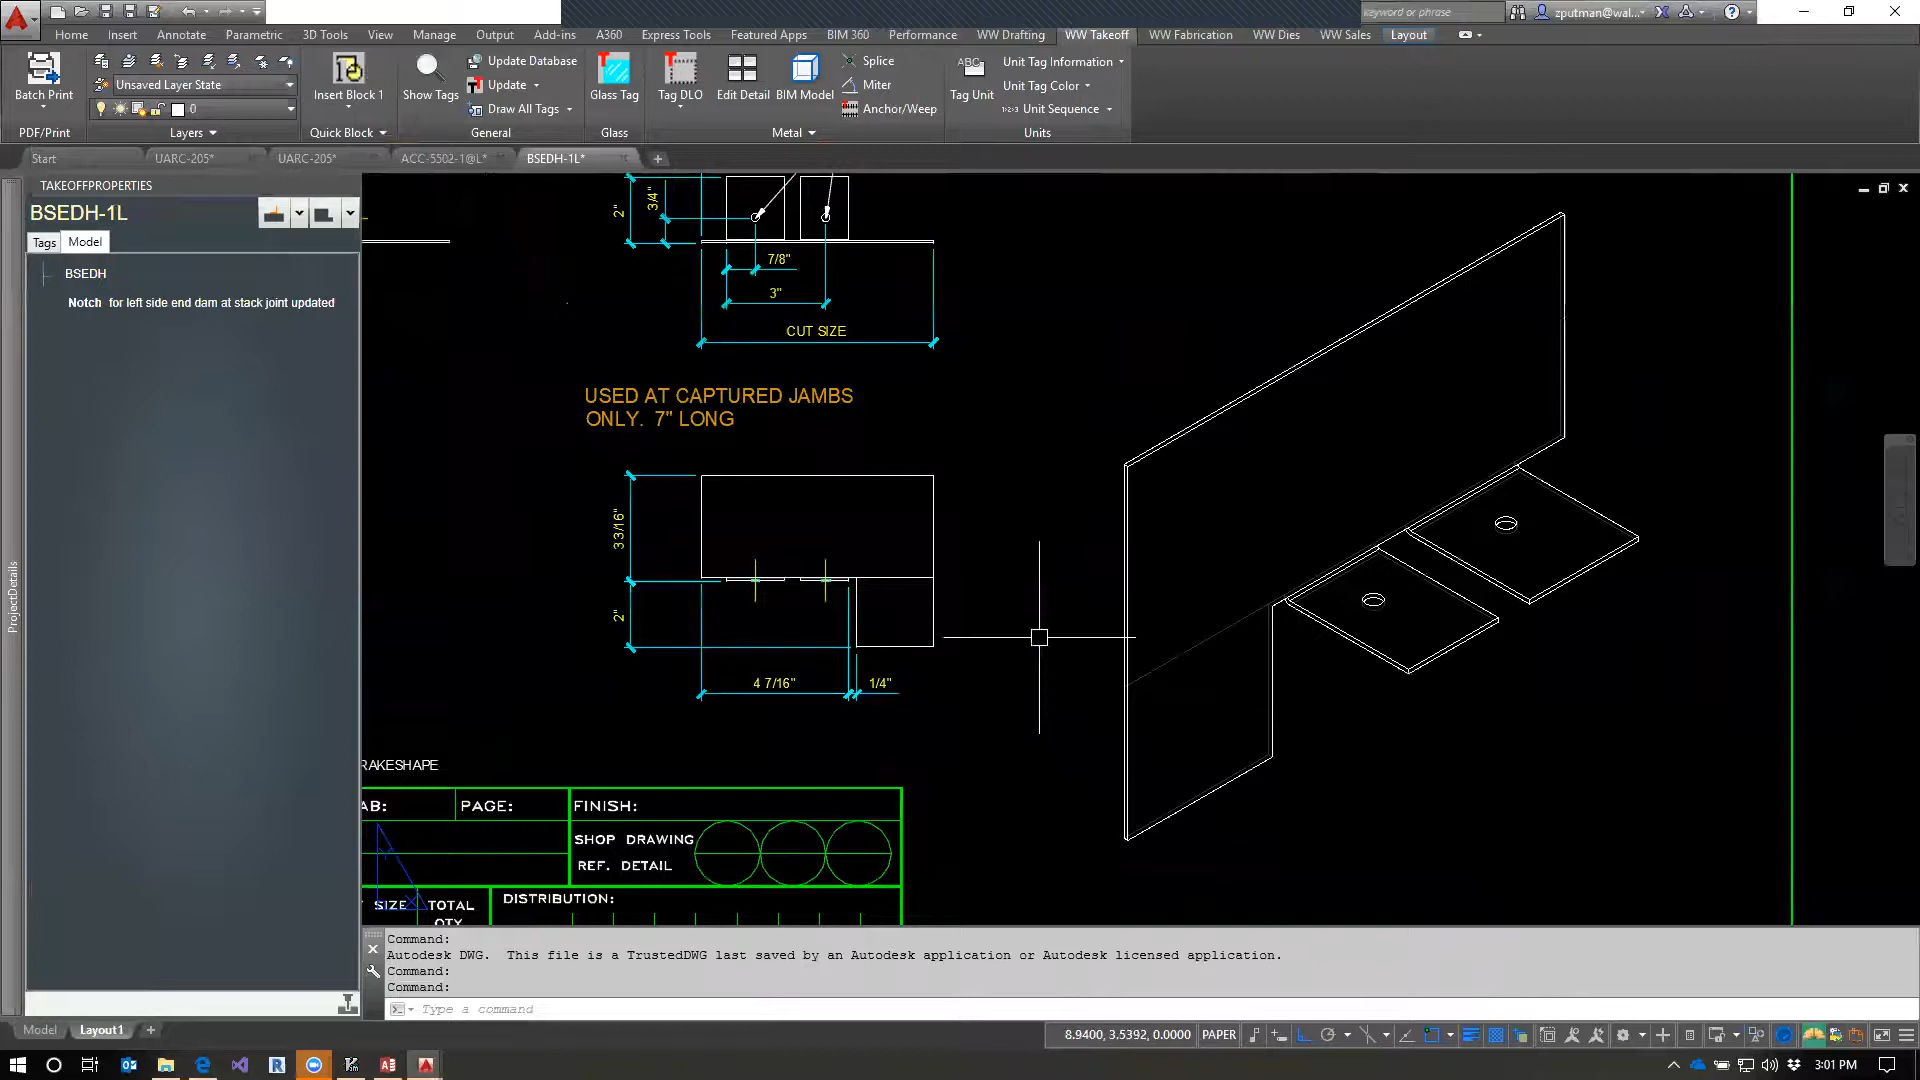 keyword or phrase
zputman@wal...
Home Insert Annotate Parametric 3D Tools View Manage Output Add-ins A360 Express Tools Featured Apps BIM 360 Performance WW Drafting WW Takeoff WW Fabrication WW Dies WW Sales Layout
Batch Print
PDF/Print
Unsaved Layer State
0
Layers
Insert Block 1
Quick Block
Show Tags
Update Database
Update
Draw All Tags
General
Glass Tag
Glass
Tag DLO
Edit Detail
BIM Model
Splice
Miter
Anchor/Weep
Metal
ABC
Tag Unit
Unit Tag Information
Unit Tag Color
Unit Sequence
Units
Start UARC-205* UARC-205* ACC-5502-1@L* BSEDH-1L*
TAKEOFFPROPERTIES
BSEDH-1L
Tags Model
BSEDH
Notch for left side end dam at stack joint updated
ProjectDetails
2"
3/4"
7/8"
3"
CUT SIZE
USED AT CAPTURED JAMBS
ONLY. 7" LONG
3 3/16"
2"
4 7/16"
1/4"
RAKESHAPE
AB:
PAGE:
FINISH:
SHOP DRAWING
REF. DETAIL
SIZE
TOTAL
QTY
DISTRIBUTION:
Command:
Autodesk DWG. This file is a TrustedDWG last saved by an Autodesk application or Autodesk licensed application.
Command:
Command:
Type a command
Model Layout1
8.9400, 3.5392, 0.0000 PAPER
3:01 PM